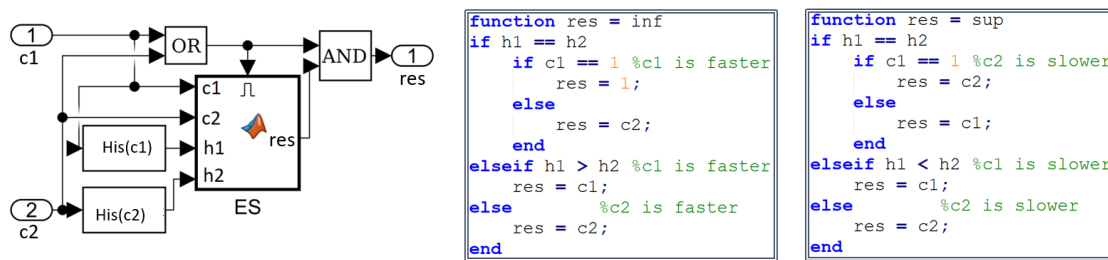 1
c1
OR
AND
1
res
c1
c2
res
h1
h2
His(c1)
His(c2)
ES
2
c2
function res = inf
if h1 == h2
if c1 == 1 %c1 is faster
res = 1;
else
res = c2;
end
elseif h1 > h2 %c1 is faster
res = c1;
else %c2 is faster
res = c2;
end
function res = sup
if h1 == h2
if c1 == 1 %c2 is slower
res = c2;
else
res = c1;
end
elseif h1 < h2 %c1 is slower
res = c1;
else %c2 is slower
res = c2;
end